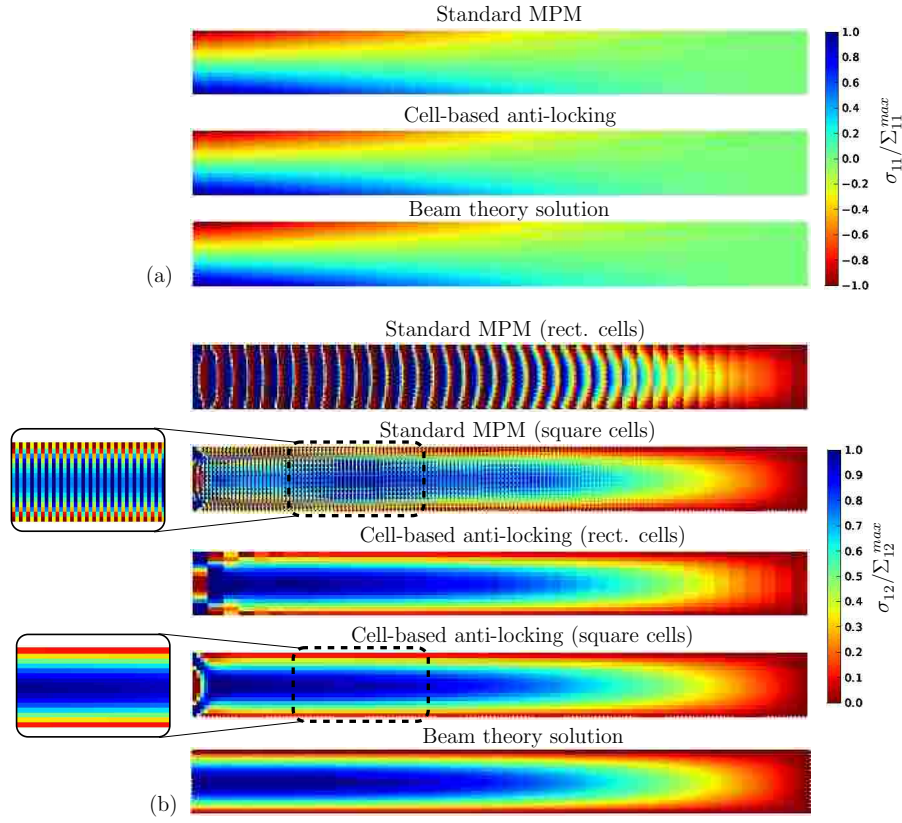 Standard MPM
Cell-based anti-locking
Beam theory solution
(a)
1.0
0.8
0.6
0.4
0.2
0.0
−0.2
−0.4
−0.6
−0.8
−1.0
σ11/Σ11^max
Standard MPM (rect. cells)
Standard MPM (square cells)
Cell-based anti-locking (rect. cells)
Cell-based anti-locking (square cells)
Beam theory solution
(b)
1.0
0.9
0.8
0.7
0.6
0.5
0.4
0.3
0.2
0.1
0.0
σ12/Σ12^max